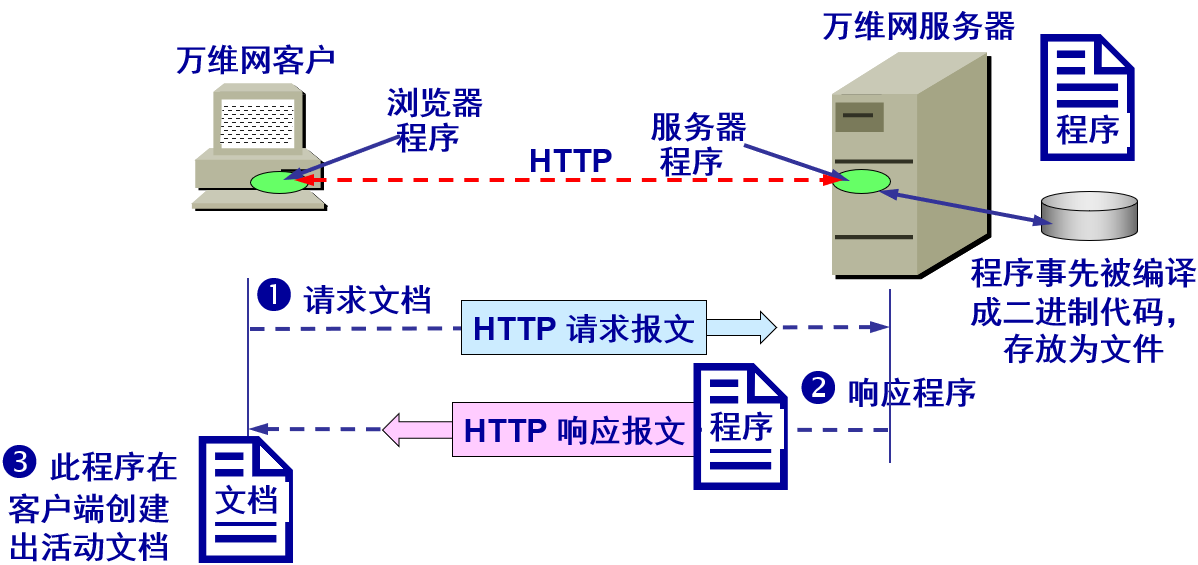 万维网服务器
万维网客户
浏览器
程序
服务器
程序
程序
HTTP
程序事先被编译
成二进制代码，
存放为文件
❶ 请求文档
HTTP 请求报文
❷ 响应程序
HTTP 响应报文
程序
❸ 此程序在
客户端创建
出活动文档
文档